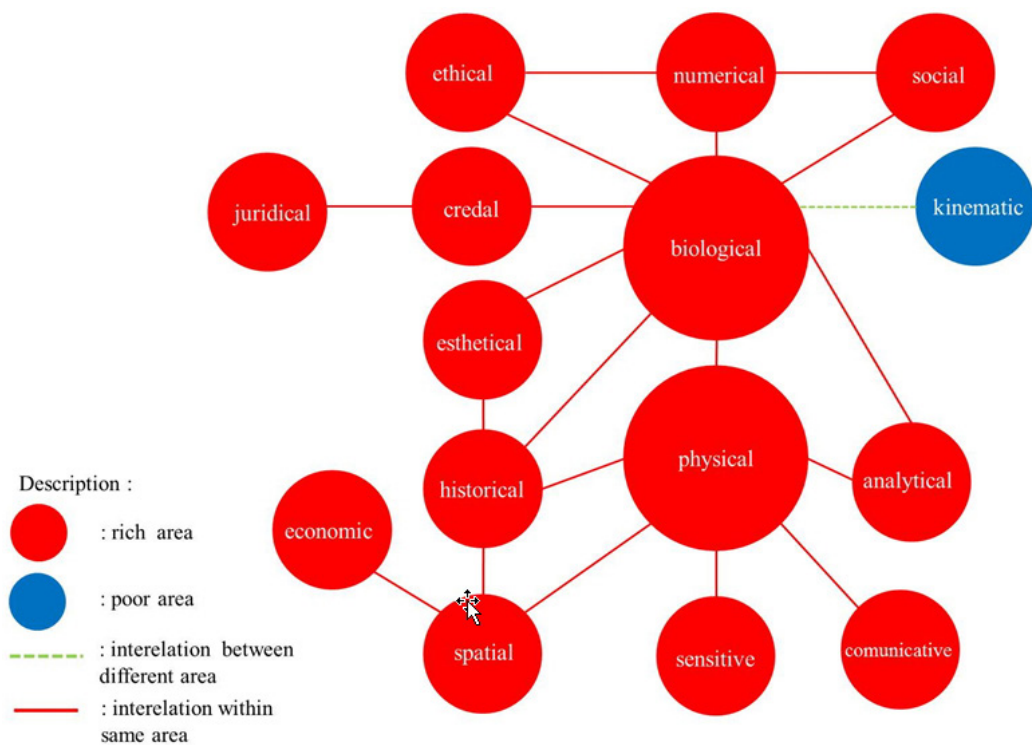 ethical
numerical
social
juridical
credal
kinematic
biological
esthetical
physical
historical
analytical
economic
spatial
sensitive
comunicative
Description :
: rich area
: poor area
: interelation between
different area
: interelation within
same area